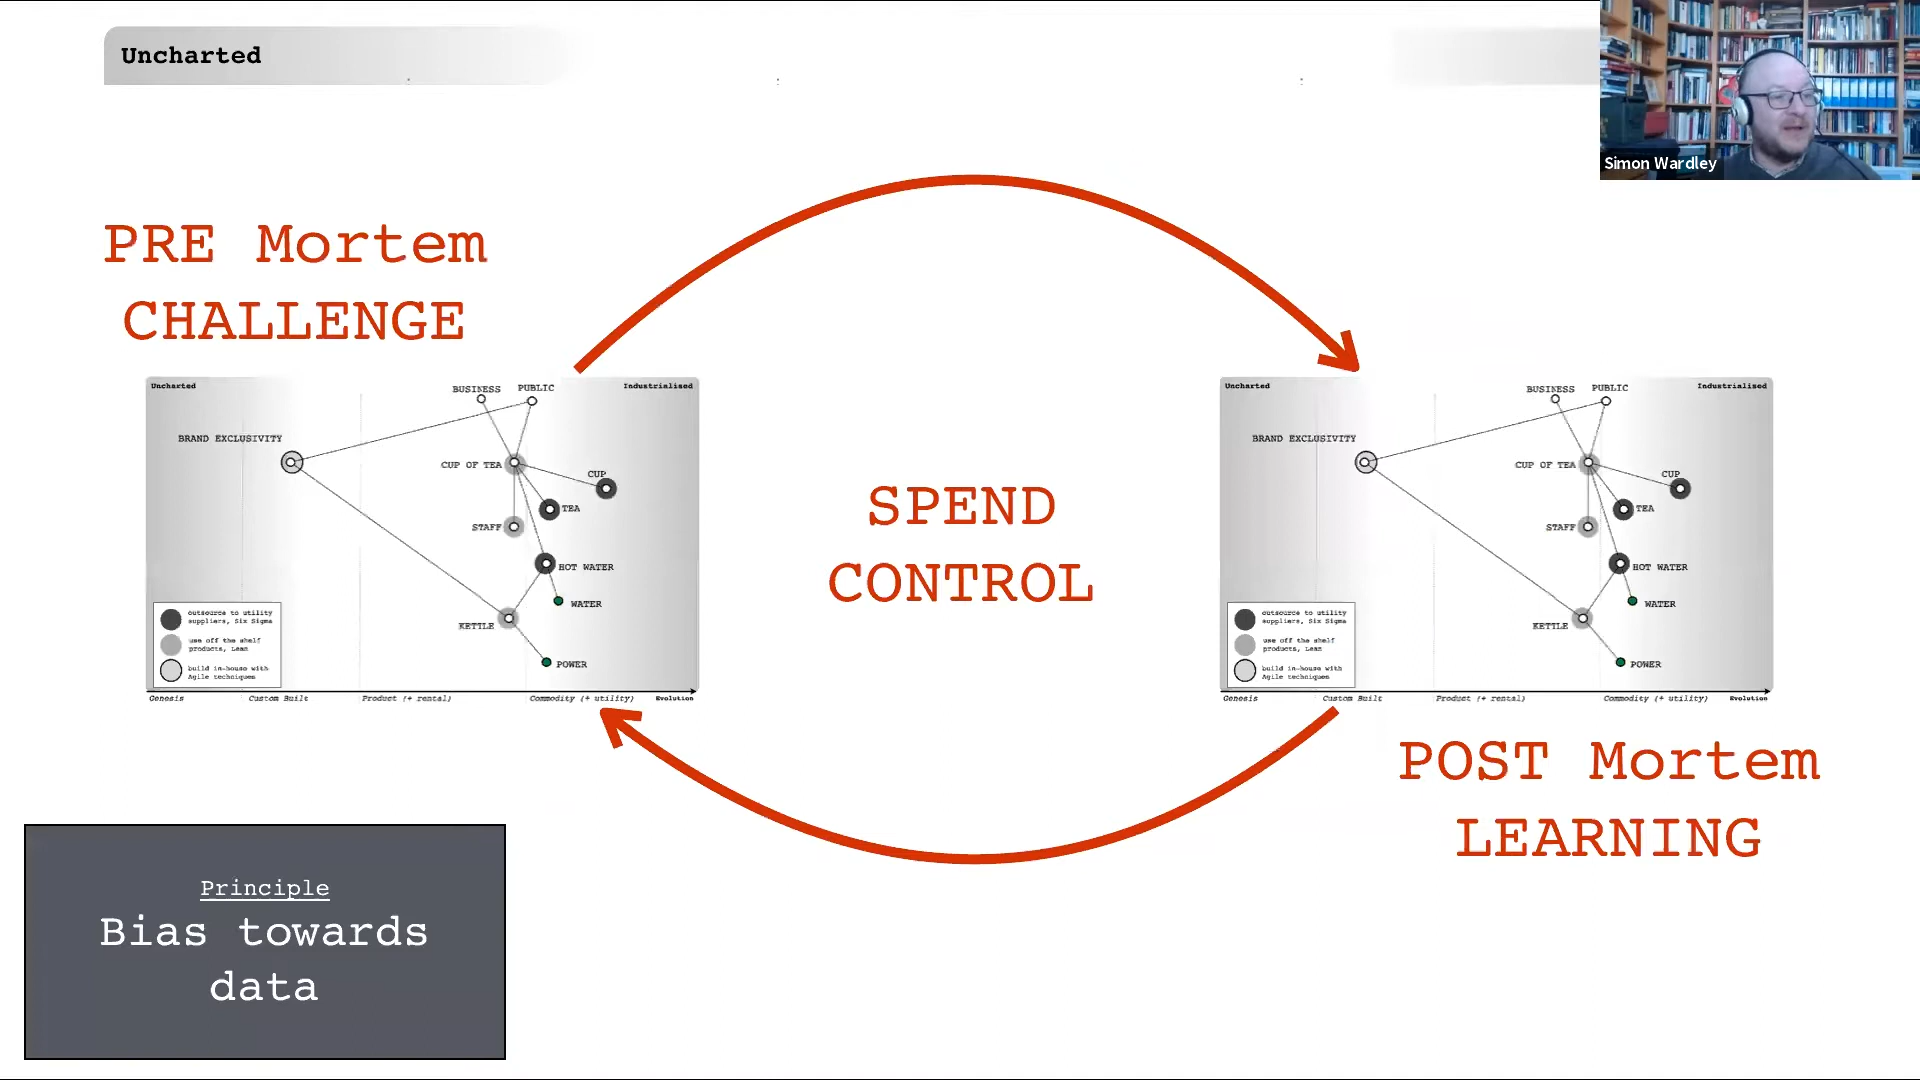 Uncharted
Simon Wardley
PRE Mortem
CHALLENGE
Uncharted
Industrialised
BUSINESS
PUBLIC
BRAND EXCLUSIVITY
CUP OF TEA
CUP
TEA
STAFF
HOT WATER
WATER
KETTLE
POWER
outsource to utility
suppliers, Six Sigma
use off the shelf
products, Lean
build in-house with
Agile techniques
Genesis
Custom Built
Product (+ rental)
Commodity (+ utility)
Evolution
SPEND
CONTROL
Uncharted
Industrialised
BUSINESS
PUBLIC
BRAND EXCLUSIVITY
CUP OF TEA
CUP
TEA
STAFF
HOT WATER
WATER
KETTLE
POWER
outsource to utility
suppliers, Six Sigma
use off the shelf
products, Lean
build in-house with
Agile techniques
Genesis
Custom Built
Product (+ rental)
Commodity (+ utility)
Evolution
POST Mortem
LEARNING
Principle
Bias towards
data